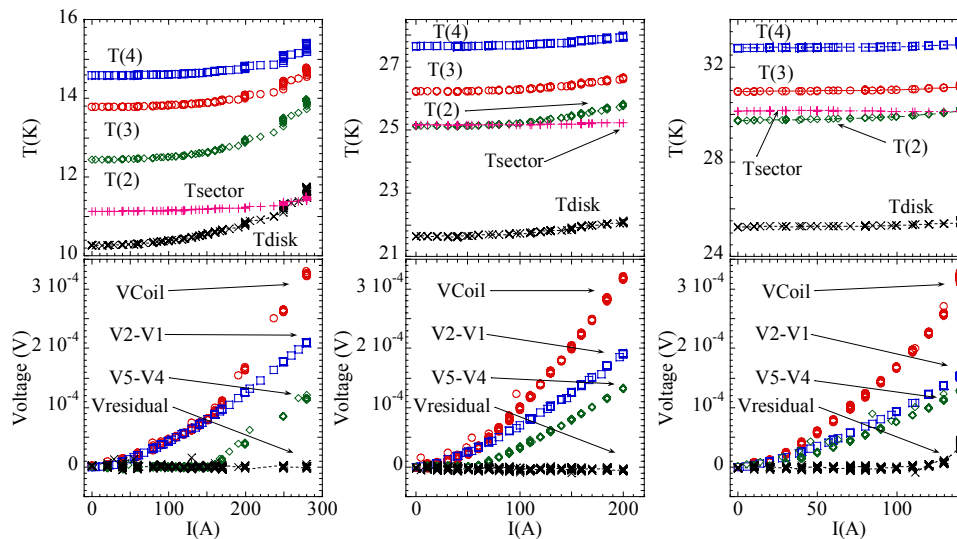 16
14
12
10
T(K)
T(4)
T(3)
T(2)
Tsector
Tdisk
27
25
23
21
T(K)
T(4)
T(3)
T(2)
Tsector
Tdisk
32
30
28
26
24
T(K)
T(4)
T(3)
T(2)
Tsector
Tdisk
3 10-4
2 10-4
10-4
0
Voltage (V)
VCoil
V2-V1
V5-V4
Vresidual
0 100 200 300
I(A)
3 10-4
2 10-4
10-4
0
Voltage (V)
VCoil
V2-V1
V5-V4
Vresidual
0 100 200
I(A)
3 10-4
2 10-4
10-4
0
Voltage (V)
VCoil
V2-V1
V5-V4
Vresidual
0 50 100
I(A)